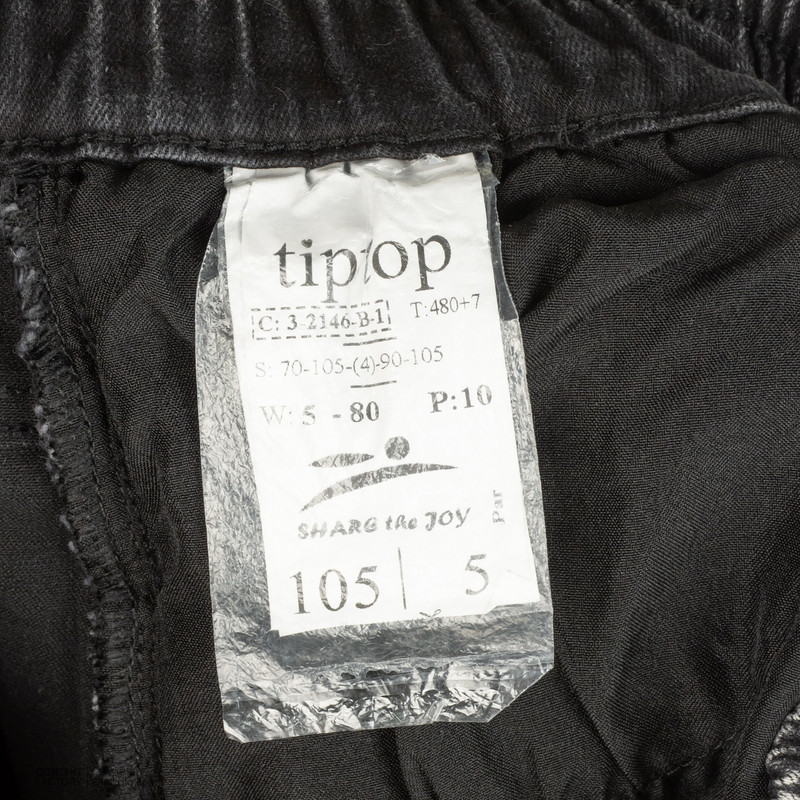 tiptop
C: 3-2146-B-1 T:480+7
S: 70-105-(4)-90-105
W: 5 - 80 P:10
SHARE the JOY
Par
105 | 5